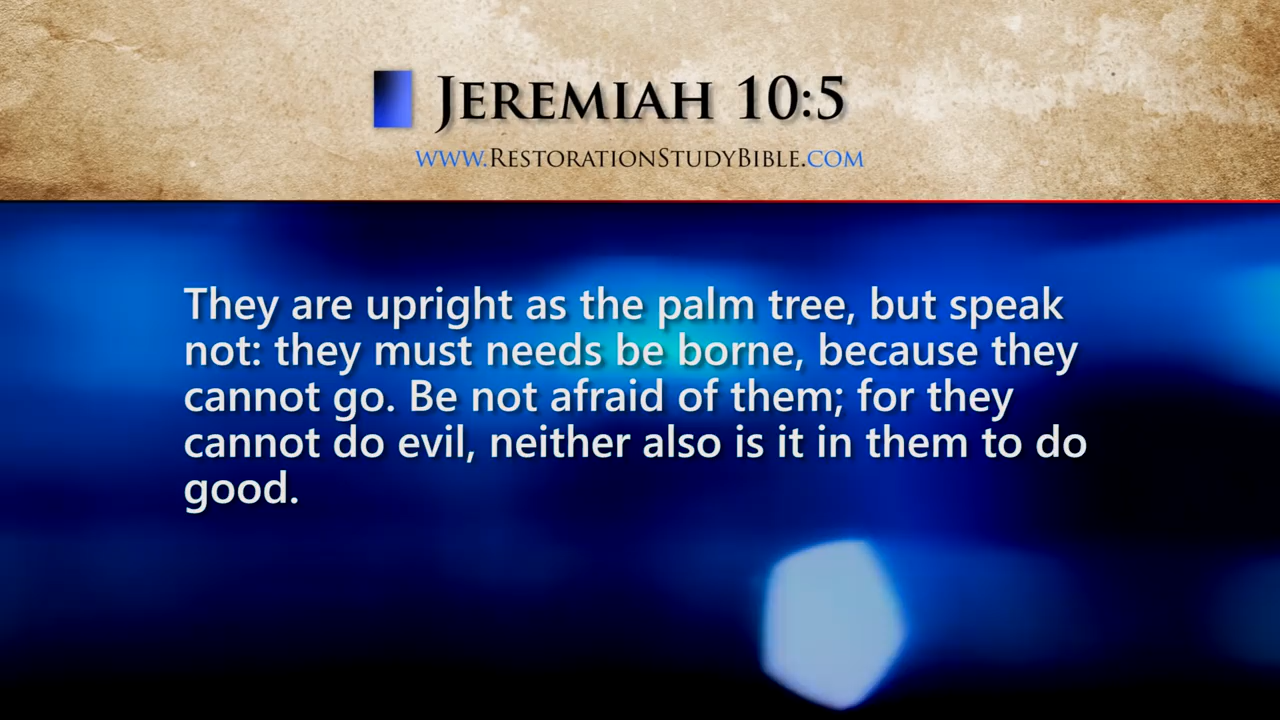 Jeremiah 10:5
www.RestorationStudyBible.com
They are upright as the palm tree, but speak
not: they must needs be borne, because they
cannot go. Be not afraid of them; for they
cannot do evil, neither also is it in them to do
good.